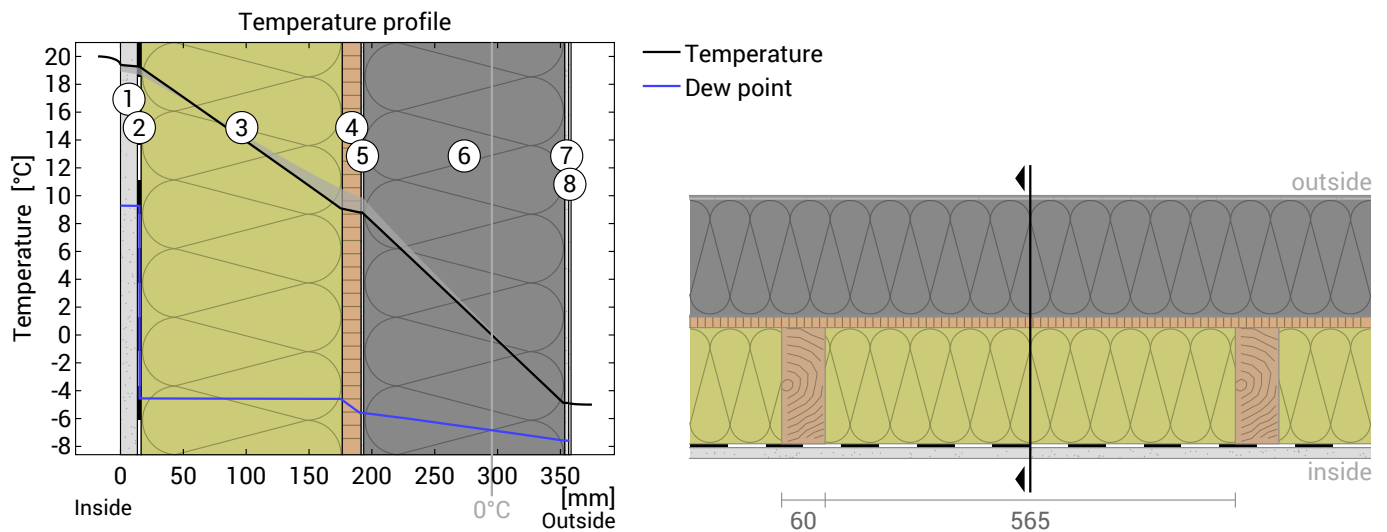 Temperature profile
Temperature [°C]
20
18
16
14
12
10
8
6
4
2
0
-2
-4
-6
-8
1
2
3
4
5
6
7
8
0 50 100 150 200 250 300 350
[mm]
Inside
0°C
Outside
Temperature
Dew point
outside
inside
60 565